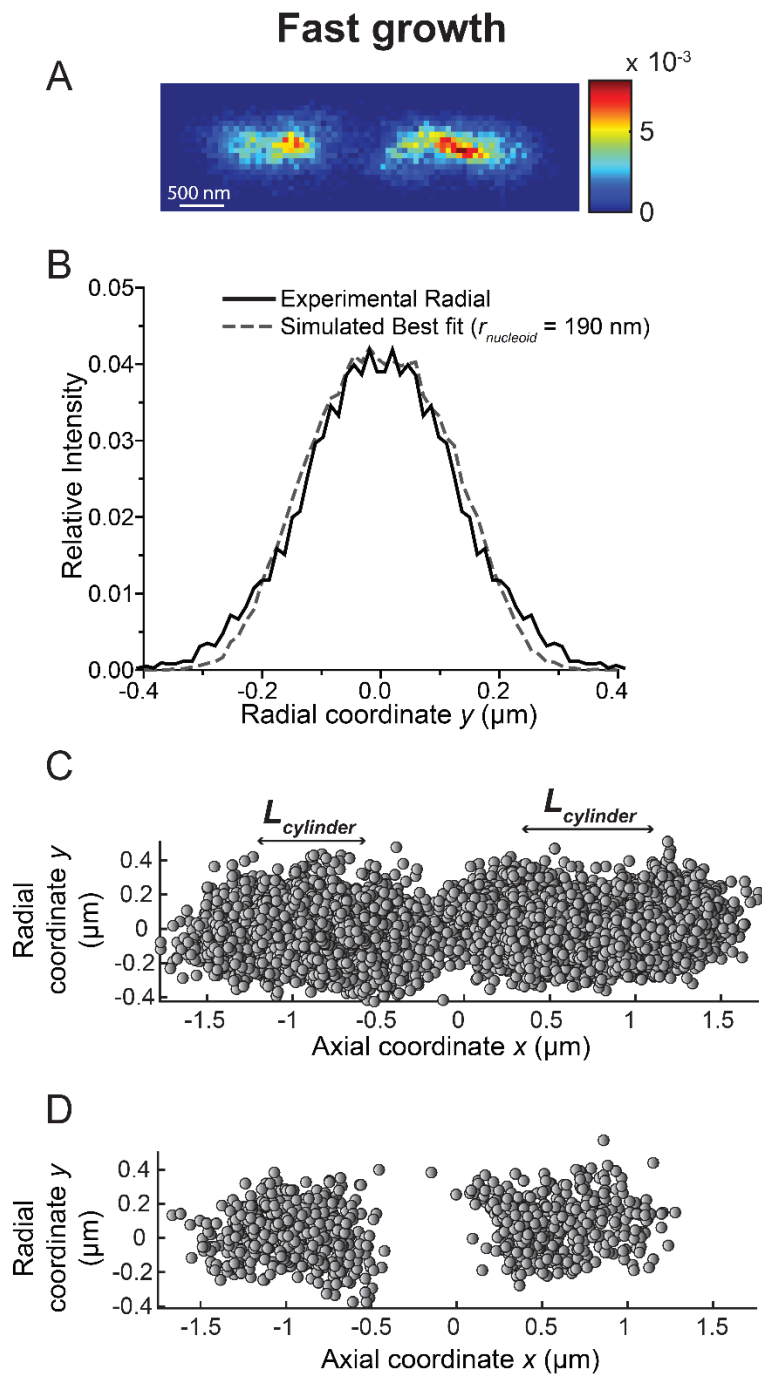 Fast growth
A
x 10-3
5
0
500 nm
B
Experimental Radial
Simulated Best fit (rnucleoid = 190 nm)
0.05
0.04
0.03
0.02
0.01
0.00
Relative Intensity
-0.4 -0.2 0.0 0.2 0.4
Radial coordinate y (µm)
C
Lcylinder Lcylinder
0.4
0.2
0
-0.2
-0.4
Radial
coordinate y
(µm)
-1.5 -1 -0.5 0 0.5 1 1.5
Axial coordinate x (µm)
D
0.4
0.2
0
-0.2
-0.4
Radial
coordinate y
(µm)
-1.5 -1 -0.5 0 0.5 1 1.5
Axial coordinate x (µm)